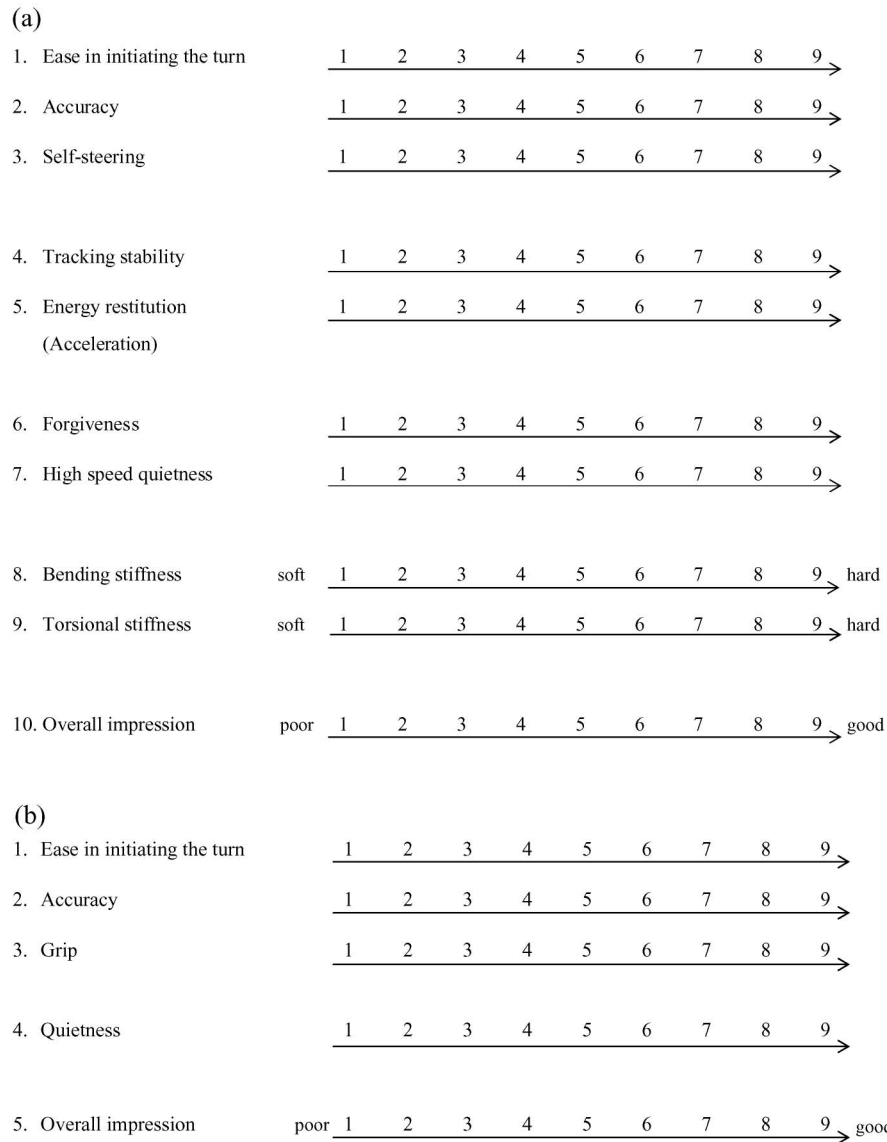 (a)
1. Ease in initiating the turn 1 2 3 4 5 6 7 8 9
2. Accuracy 1 2 3 4 5 6 7 8 9
3. Self-steering 1 2 3 4 5 6 7 8 9
4. Tracking stability 1 2 3 4 5 6 7 8 9
5. Energy restitution 1 2 3 4 5 6 7 8 9
(Acceleration)
6. Forgiveness 1 2 3 4 5 6 7 8 9
7. High speed quietness 1 2 3 4 5 6 7 8 9
8. Bending stiffness soft 1 2 3 4 5 6 7 8 9 hard
9. Torsional stiffness soft 1 2 3 4 5 6 7 8 9 hard
10. Overall impression poor 1 2 3 4 5 6 7 8 9 good
(b)
1. Ease in initiating the turn 1 2 3 4 5 6 7 8 9
2. Accuracy 1 2 3 4 5 6 7 8 9
3. Grip 1 2 3 4 5 6 7 8 9
4. Quietness 1 2 3 4 5 6 7 8 9
5. Overall impression poor 1 2 3 4 5 6 7 8 9 good